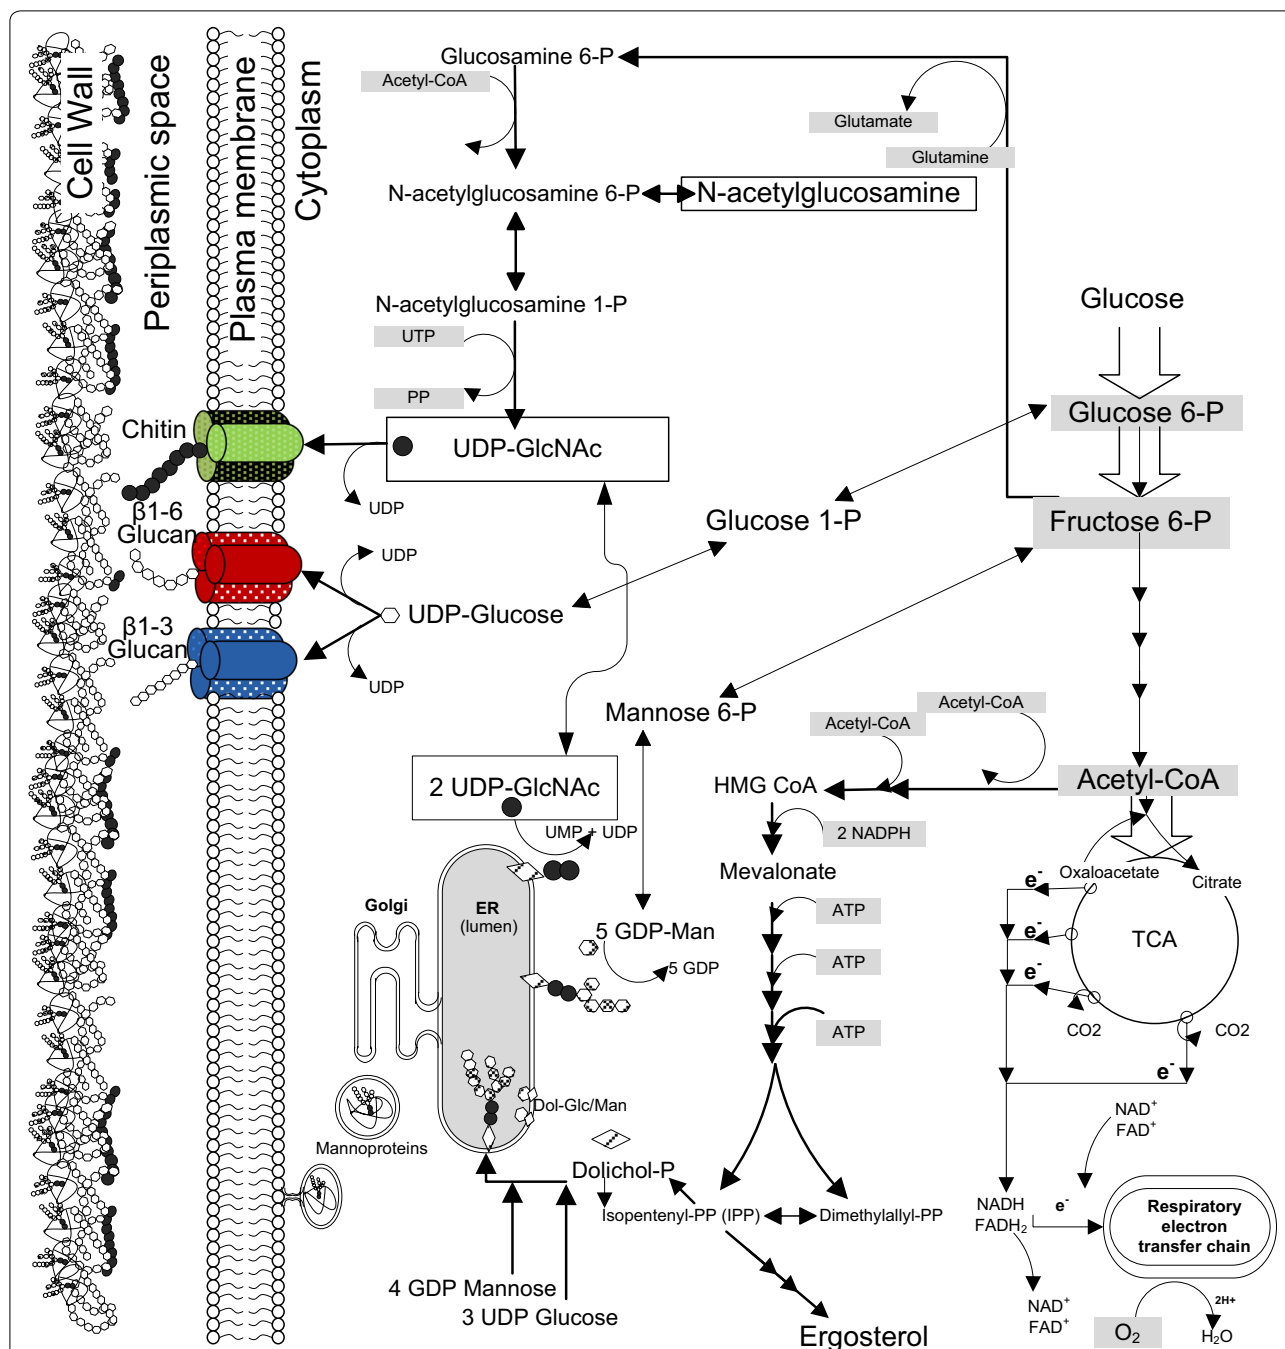 Cell Wall
Periplasmic space
Plasma membrane
Cytoplasm
Glucosamine 6-P
Acetyl-CoA
Glutamate
Glutamine
N-acetylglucosamine 6-P
N-acetylglucosamine
N-acetylglucosamine 1-P
UTP
PP
Glucose
Glucose 6-P
Fructose 6-P
Chitin
UDP-GlcNAc
UDP
β1-6
Glucan
UDP
Glucose 1-P
UDP-Glucose
β1-3
Glucan
UDP
Mannose 6-P
Acetyl-CoA
Acetyl-CoA
Acetyl-CoA
HMG CoA
2 NADPH
Mevalonate
ATP
ATP
ATP
2 UDP-GlcNAc
UMP + UDP
Golgi
ER
(lumen)
5 GDP-Man
5 GDP
Oxaloacetate
Citrate
TCA
e-
e-
e-
CO2
CO2
e-
Mannoproteins
Dol-Glc/Man
Dolichol-P
Isopentenyl-PP (IPP)
Dimethylallyl-PP
4 GDP Mannose
3 UDP Glucose
Ergosterol
NAD+
FAD+
NADH
FADH2
e-
Respiratory
electron
transfer chain
NAD+
FAD+
O2
2H+
H2O